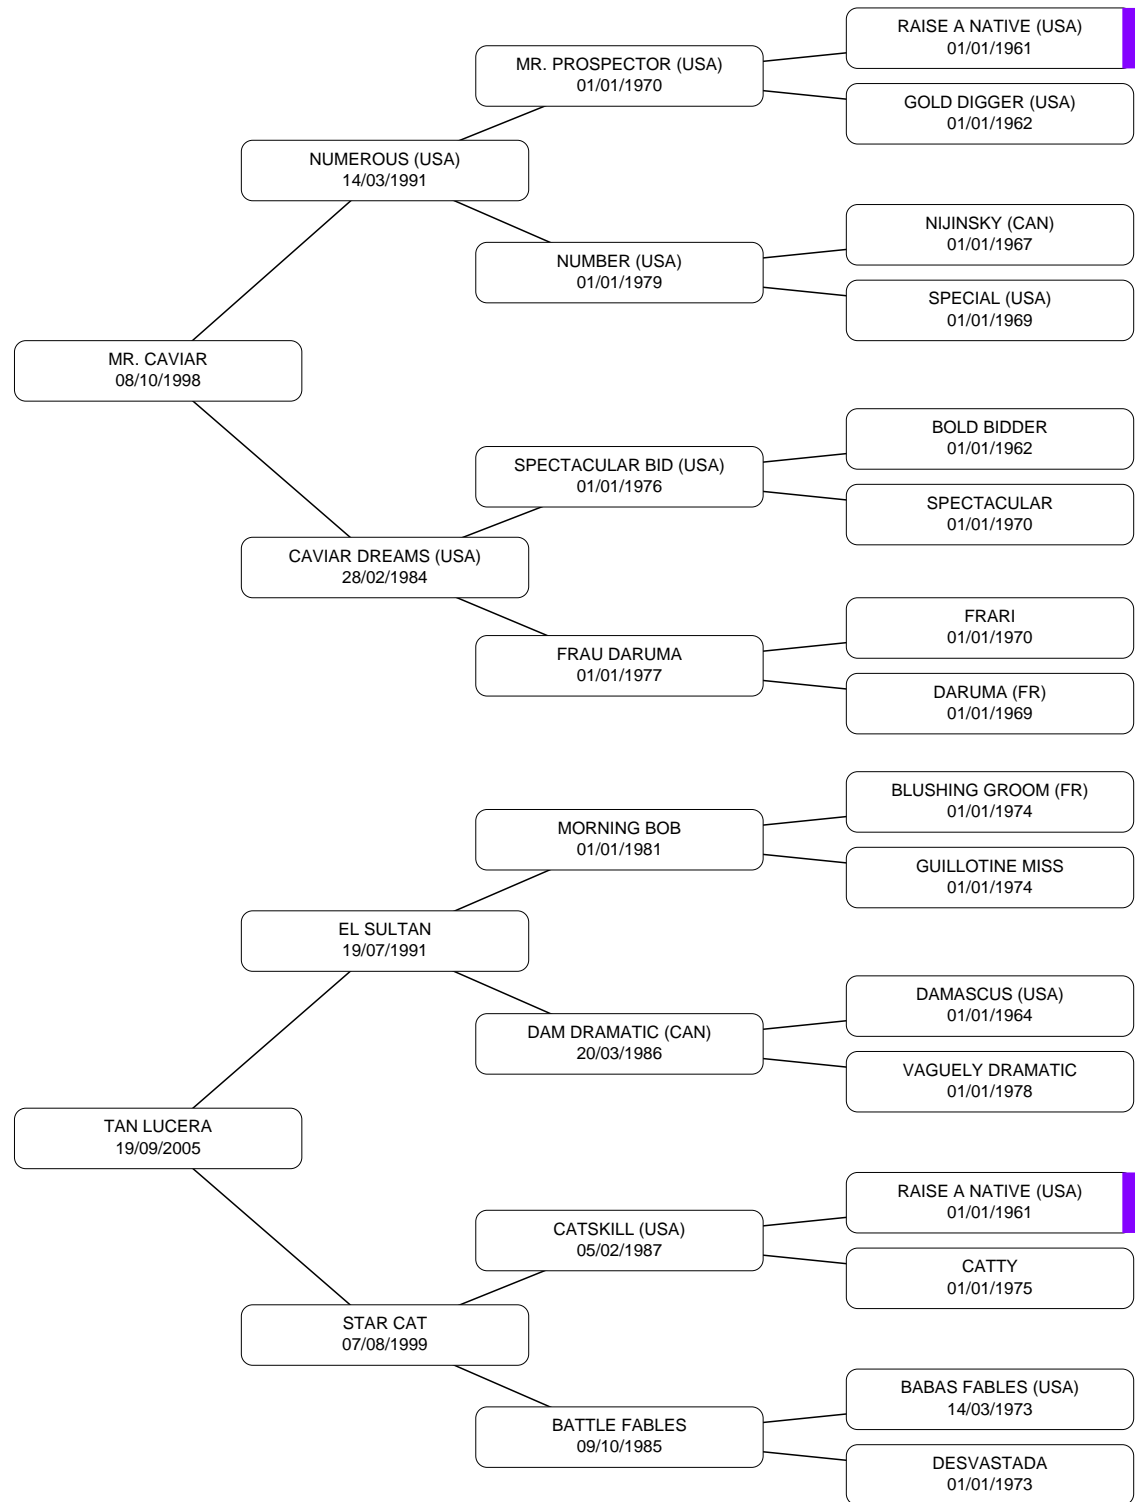 RAISE A NATIVE (USA)
01/01/1961
MR. PROSPECTOR (USA)
01/01/1970
GOLD DIGGER (USA)
01/01/1962
NUMEROUS (USA)
14/03/1991
NIJINSKY (CAN)
01/01/1967
NUMBER (USA)
01/01/1979
SPECIAL (USA)
01/01/1969
MR. CAVIAR
08/10/1998
BOLD BIDDER
01/01/1962
SPECTACULAR BID (USA)
01/01/1976
SPECTACULAR
01/01/1970
CAVIAR DREAMS (USA)
28/02/1984
FRARI
01/01/1970
FRAU DARUMA
01/01/1977
DARUMA (FR)
01/01/1969
BLUSHING GROOM (FR)
01/01/1974
MORNING BOB
01/01/1981
GUILLOTINE MISS
01/01/1974
EL SULTAN
19/07/1991
DAMASCUS (USA)
01/01/1964
DAM DRAMATIC (CAN)
20/03/1986
VAGUELY DRAMATIC
01/01/1978
TAN LUCERA
19/09/2005
RAISE A NATIVE (USA)
01/01/1961
CATSKILL (USA)
05/02/1987
CATTY
01/01/1975
STAR CAT
07/08/1999
BABAS FABLES (USA)
14/03/1973
BATTLE FABLES
09/10/1985
DESVASTADA
01/01/1973